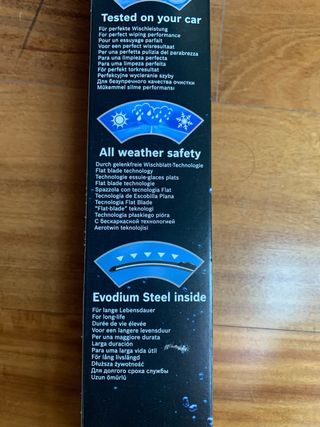 Tested on your car
Für perfekte Wischleistung
For perfect wiping performance
Pour un essuyage parfait
Voor een perfect wisresultaat
Per una perfetta pulizia del parabrezza
Para una limpieza perfecta
Para uma limpeza perfeita
För perfekt torkresultat
Perfekcyjne wycieranie szyby
Для безупречного качества очистки
Mükemmel silme performansı
All weather safety
Durch gelenkfreie Wischblatt-Technologie
Flat blade technology
Technologie essuie-glaces plats
Flat blade technologie
Spazzola con tecnologia Flat
Tecnología de Escobilla Plana
Tecnologia Flat Blade
"Flat-blade" teknologi
Technologia płaskiego pióra
С бескаркасной технологией
Aerotwin teknolojisi
Evodium Steel inside
Für lange Lebensdauer
For long-life
Durée de vie élevée
Voor een langere levensduur
Per una maggiore durata
Larga duración
Para uma larga vida útil
För lång livslängd
Dłuższa żywotność
Для долгого срока службы
Uzun ömürlü